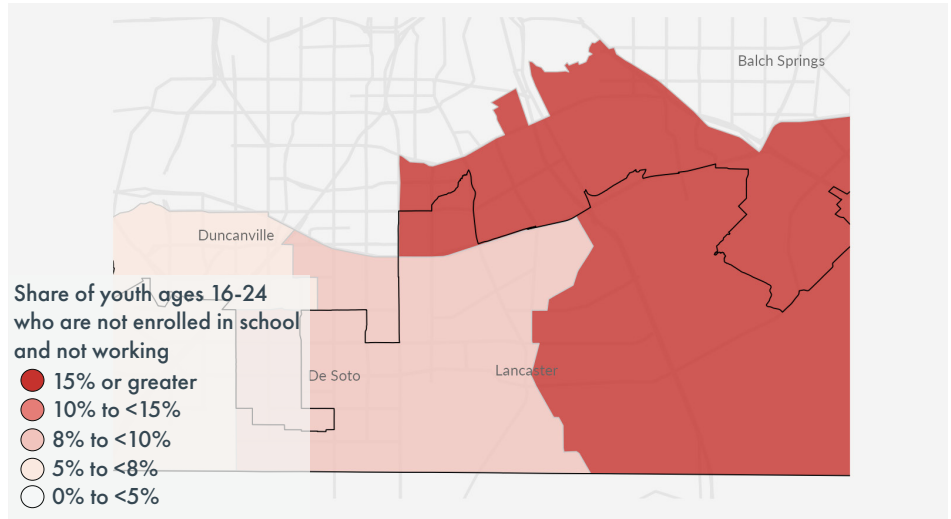 Balch Springs
Duncanville
Share of youth ages 16-24
who are not enrolled in school
and not working
15% or greater
10% to <15%
8% to <10%
5% to <8%
0% to <5%
De Soto
Lancaster